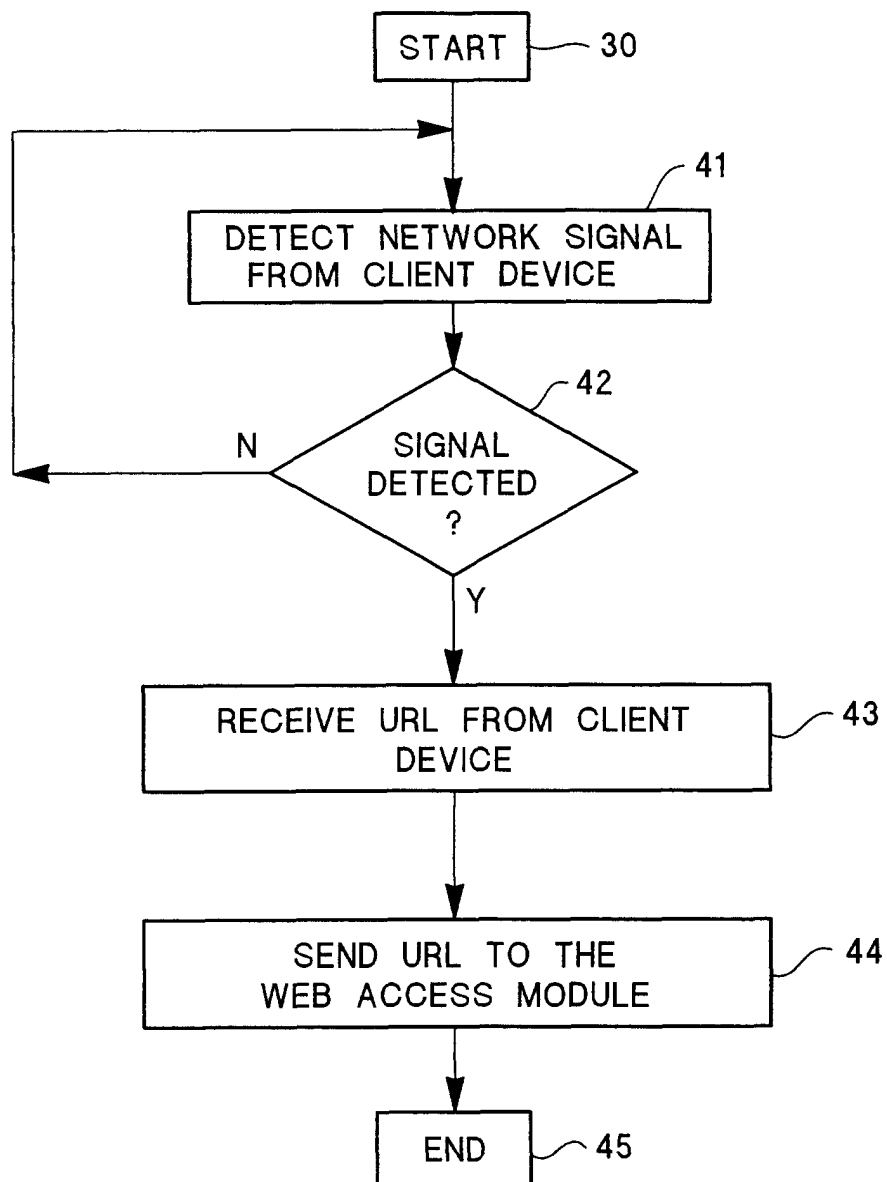 START
30
41
DETECT NETWORK SIGNAL
FROM CLIENT DEVICE
42
N
SIGNAL
DETECTED
?
Y
RECEIVE URL FROM CLIENT
DEVICE
43
SEND URL TO THE
WEB ACCESS MODULE
44
END
45